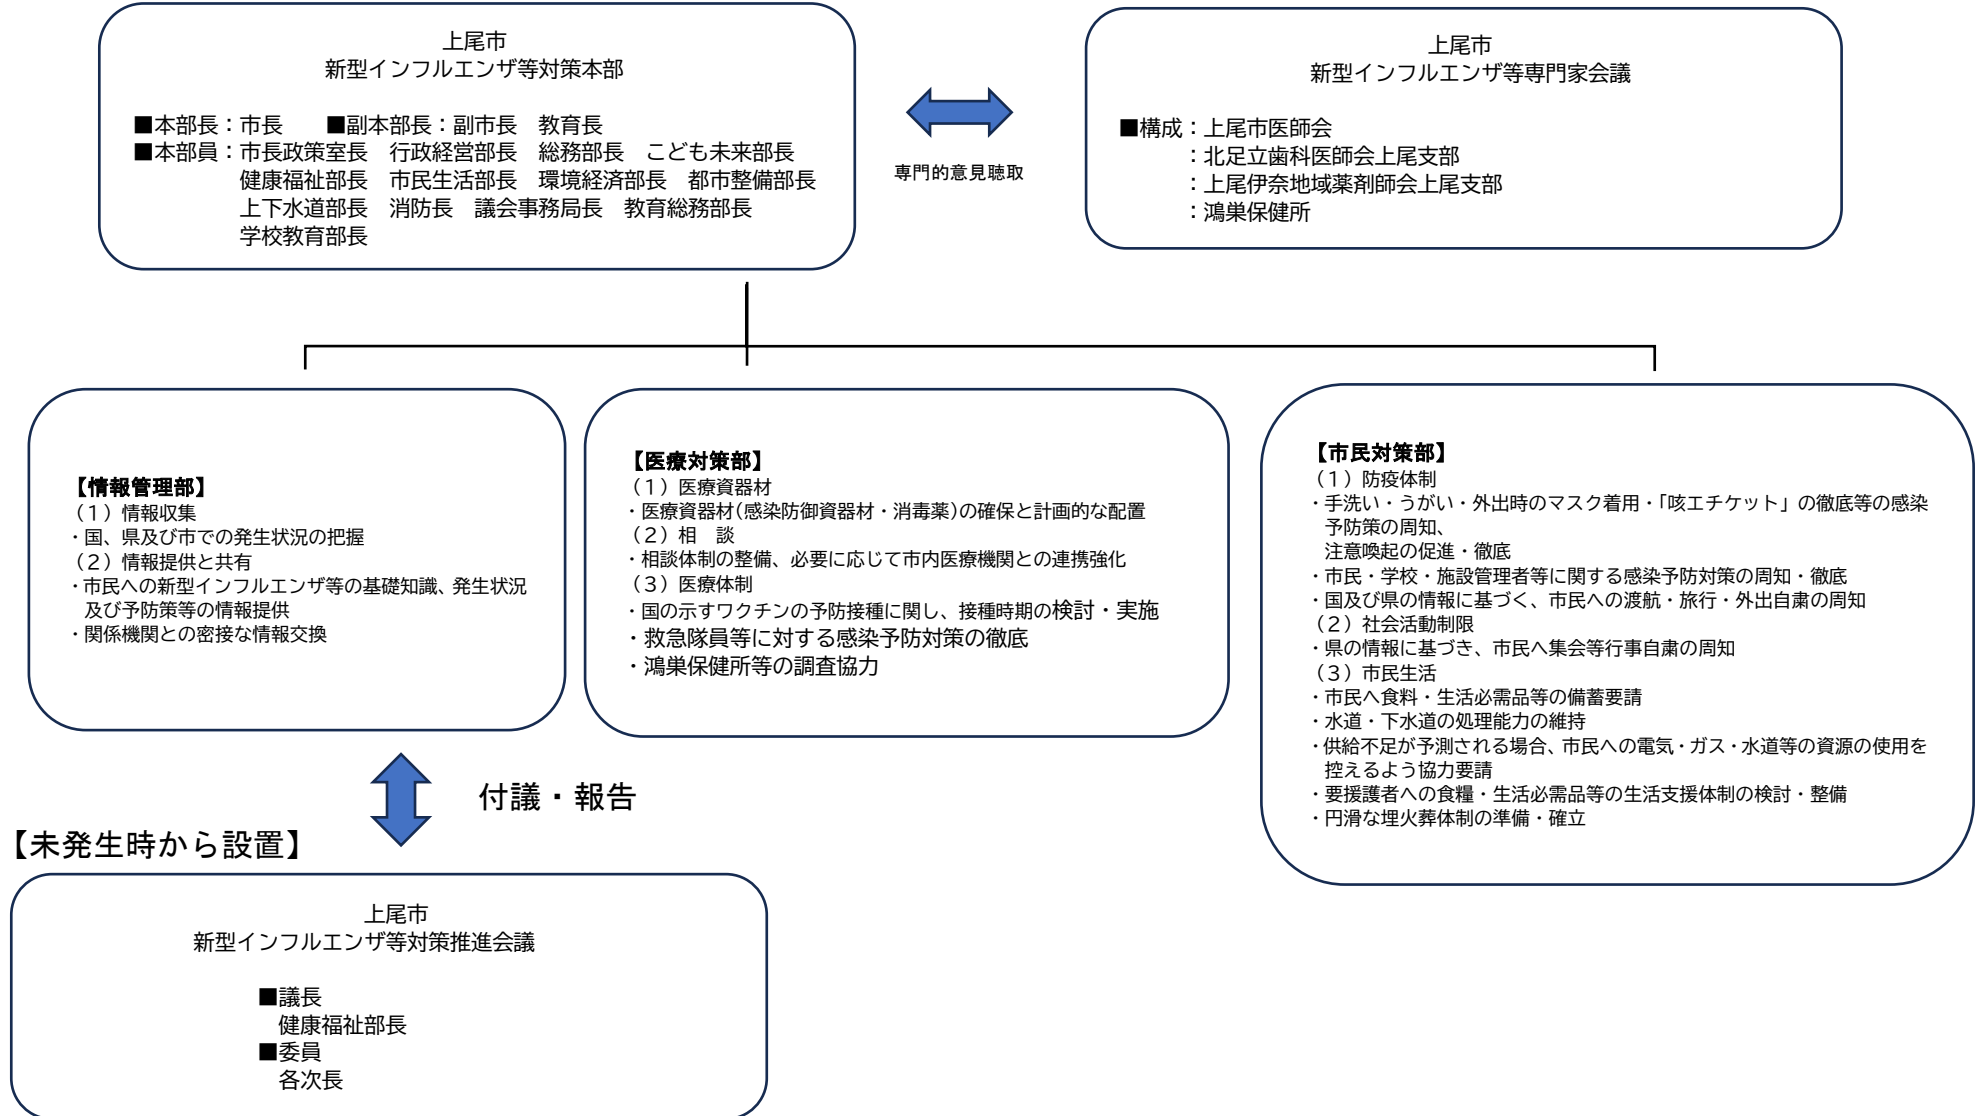 上尾市
新型インフルエンザ等対策本部
■本部長：市長　　■副本部長：副市長　教育長
■本部員：市長政策室長　行政経営部長　総務部長　こども未来部長
健康福祉部長　市民生活部長　環境経済部長　都市整備部長
上下水道部長　消防長　議会事務局長　教育総務部長
学校教育部長
専門的意見聴取
上尾市
新型インフルエンザ等専門家会議
■構成：上尾市医師会
：北足立歯科医師会上尾支部
：上尾伊奈地域薬剤師会上尾支部
：鴻巣保健所
【情報管理部】
（１）情報収集
・国、県及び市での発生状況の把握
（２）情報提供と共有
・市民への新型インフルエンザ等の基礎知識、発生状況
及び予防策等の情報提供
・関係機関との密接な情報交換
【医療対策部】
（１）医療資器材
・医療資器材(感染防御資器材・消毒薬)の確保と計画的な配置
（２）相　談
・相談体制の整備、必要に応じて市内医療機関との連携強化
（３）医療体制
・国の示すワクチンの予防接種に関し、接種時期の検討・実施
・救急隊員等に対する感染予防対策の徹底
・鴻巣保健所等の調査協力
【市民対策部】
（１）防疫体制
・手洗い・うがい・外出時のマスク着用・「咳エチケット」の徹底等の感染
予防策の周知、
注意喚起の促進・徹底
・市民・学校・施設管理者等に関する感染予防対策の周知・徹底
・国及び県の情報に基づく、市民への渡航・旅行・外出自粛の周知
（２）社会活動制限
・県の情報に基づき、市民へ集会等行事自粛の周知
（３）市民生活
・市民へ食料・生活必需品等の備蓄要請
・水道・下水道の処理能力の維持
・供給不足が予測される場合、市民への電気・ガス・水道等の資源の使用を
控えるよう協力要請
・要援護者への食糧・生活必需品等の生活支援体制の検討・整備
・円滑な埋火葬体制の準備・確立
付議・報告
【未発生時から設置】
上尾市
新型インフルエンザ等対策推進会議
■議長
健康福祉部長
■委員
各次長